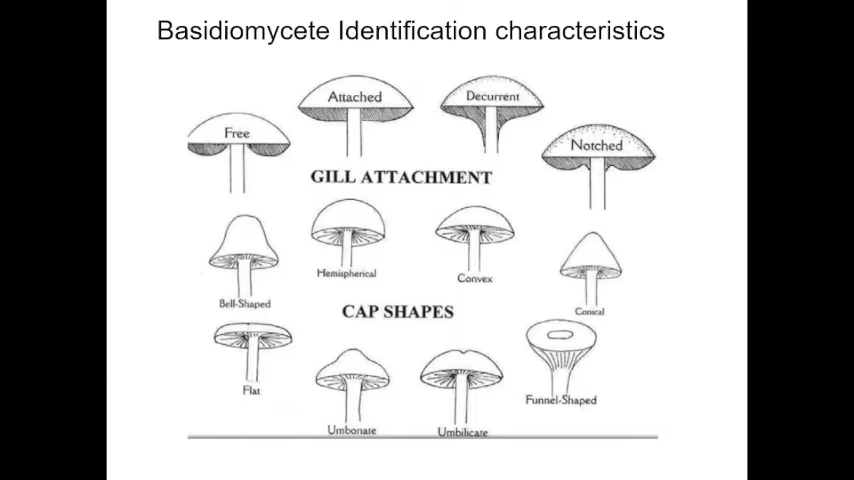 Basidiomycete Identification characteristics
Attached
Decurrent
Free
Notched
GILL ATTACHMENT
Hemispherical
Convex
Bell-Shaped
Conical
CAP SHAPES
Flat
Funnel-Shaped
Umbonate
Umbilicate